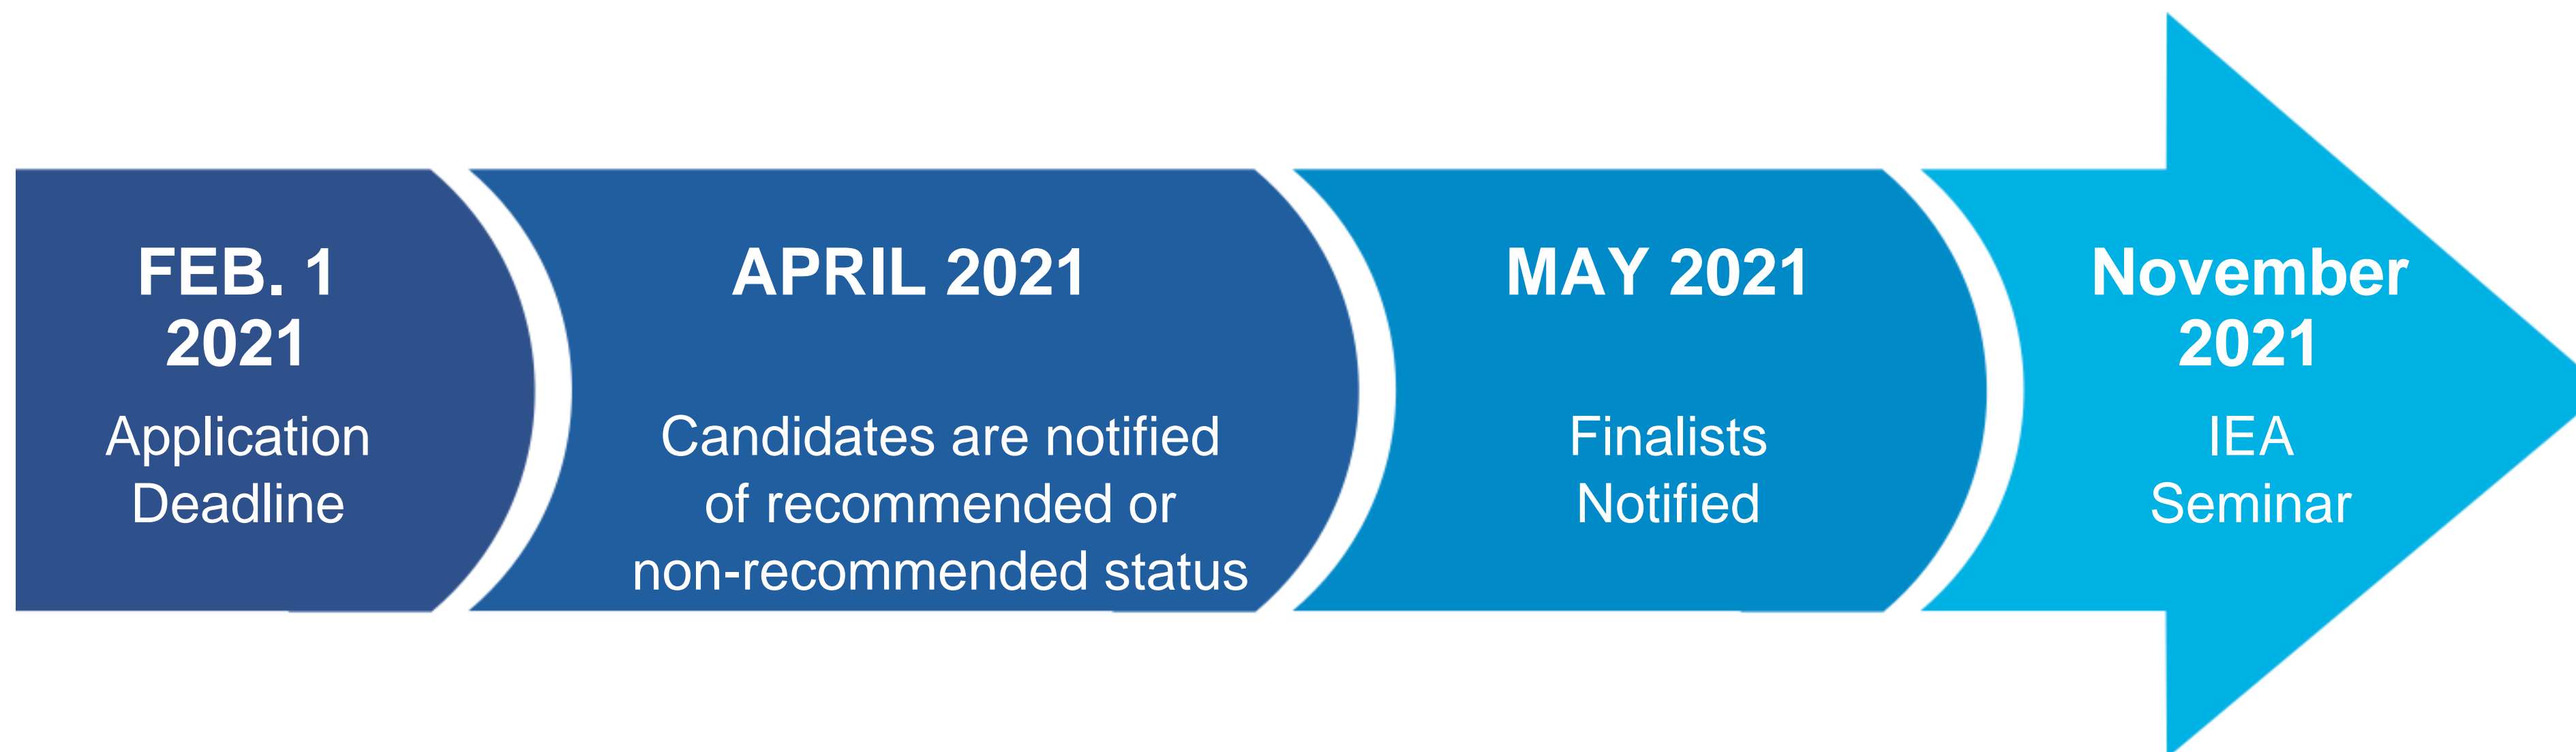 FEB. 1
2021
Application
Deadline
APRIL 2021
Candidates are notified
of recommended or
non-recommended status
MAY 2021
Finalists
Notified
November
2021
IEA
Seminar